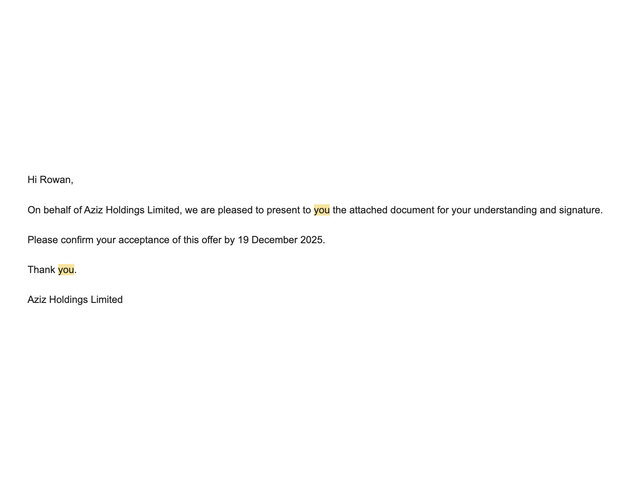 Hi Rowan,
On behalf of Aziz Holdings Limited, we are pleased to present to you the attached document for your understanding and signature.
Please confirm your acceptance of this offer by 19 December 2025.
Thank you.
Aziz Holdings Limited